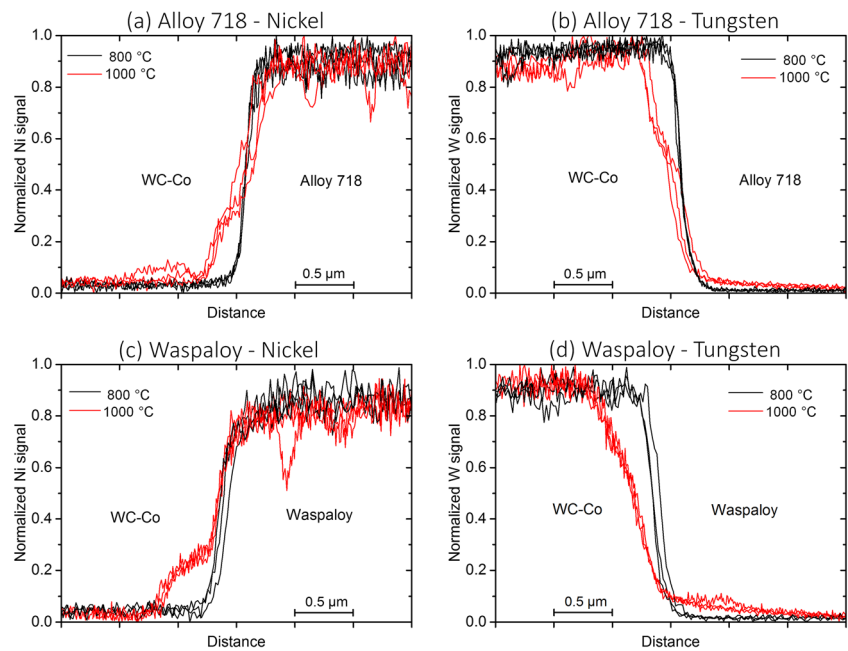 (a) Alloy 718 - Nickel
1.0
0.8
0.6
0.4
0.2
0.0
Normalized Ni signal
800 °C
1000 °C
WC-Co
Alloy 718
0.5 μm
Distance
(b) Alloy 718 - Tungsten
1.0
0.8
0.6
0.4
0.2
0.0
Normalized W signal
800 °C
1000 °C
WC-Co
Alloy 718
0.5 μm
Distance
(c) Waspaloy - Nickel
1.0
0.8
0.6
0.4
0.2
0.0
Normalized Ni signal
800 °C
1000 °C
WC-Co
Waspaloy
0.5 μm
Distance
(d) Waspaloy - Tungsten
1.0
0.8
0.6
0.4
0.2
0.0
Normalized W signal
800 °C
1000 °C
WC-Co
Waspaloy
0.5 μm
Distance